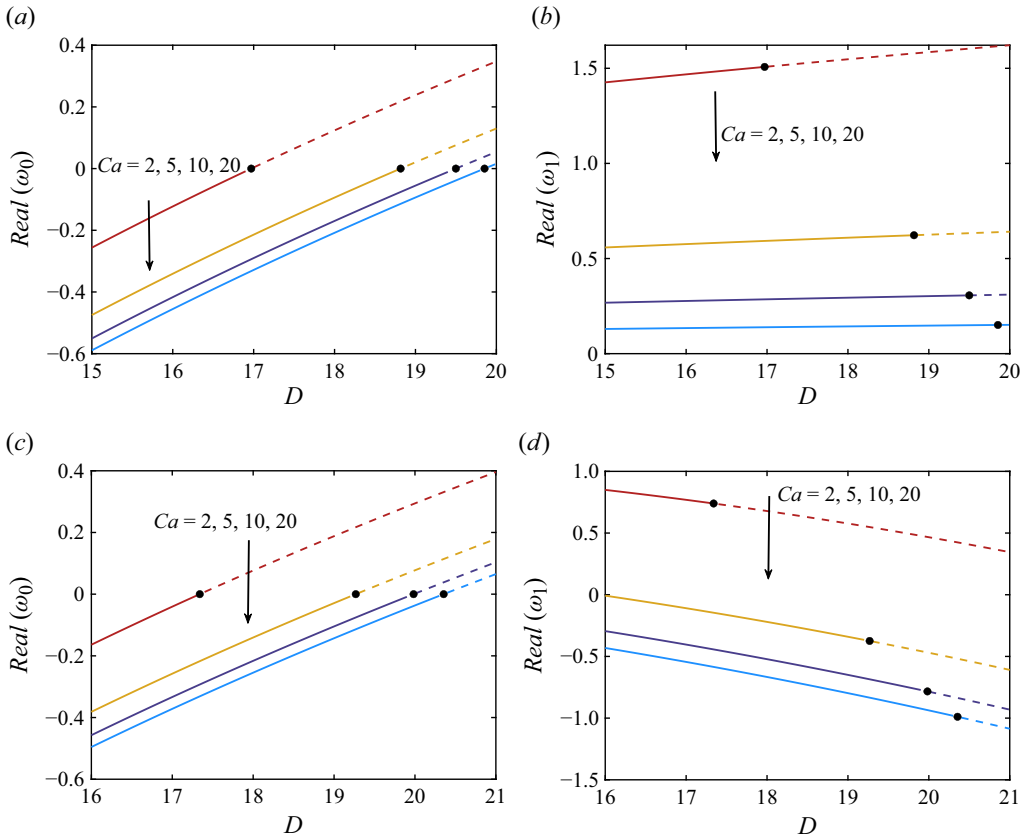 (a)
0.4
0.2
0
−0.2
−0.4
−0.6
Real (ω0)
Ca = 2, 5, 10, 20
15 16 17 18 19 20
D
(b)
1.5
1.0
0.5
0
Real (ω1)
Ca = 2, 5, 10, 20
15 16 17 18 19 20
D
(c)
0.4
0.2
0
−0.2
−0.4
−0.6
Real (ω0)
Ca = 2, 5, 10, 20
16 17 18 19 20 21
D
(d)
1.0
0.5
0
−0.5
−1.0
−1.5
Real (ω1)
Ca = 2, 5, 10, 20
16 17 18 19 20 21
D